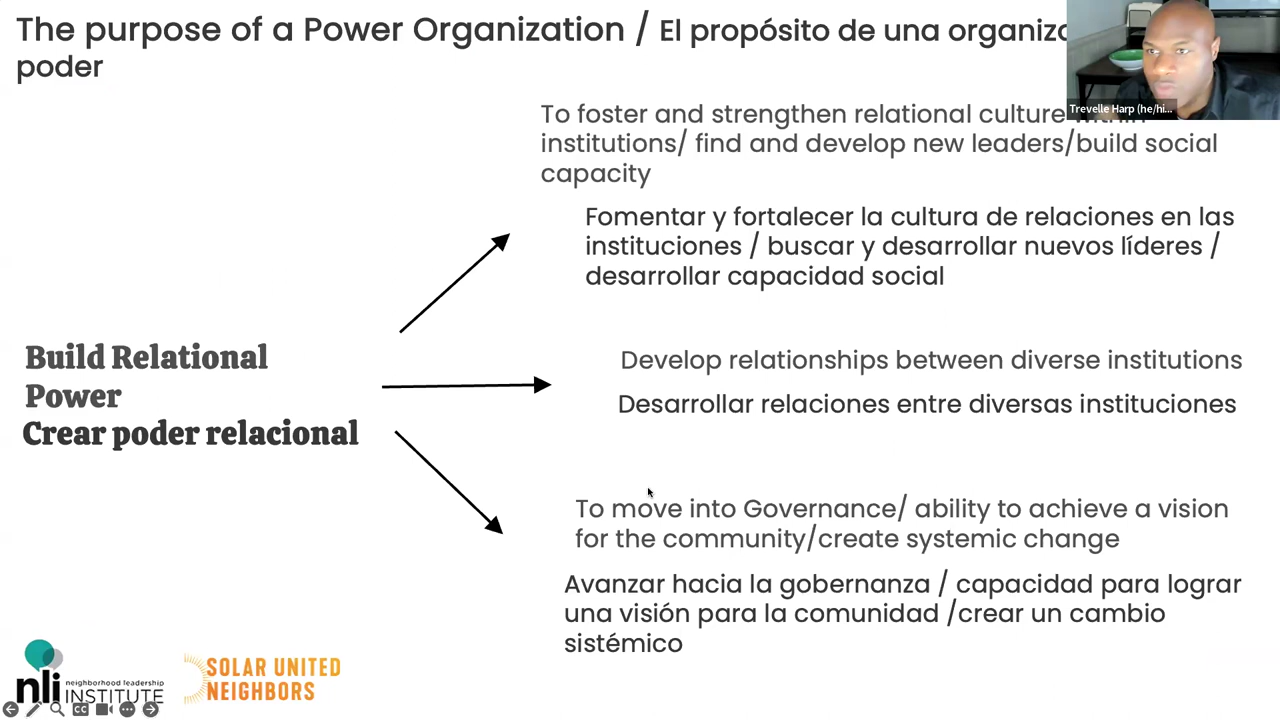 The purpose of a Power Organization / El propósito de una
poder
Trevelle Harp (he/hi...
To foster and strengthen relational culture
institutions/ find and develop new leaders/build social
capacity
Fomentar y fortalecer la cultura de relaciones en las
instituciones / buscar y desarrollar nuevos líderes /
desarrollar capacidad social
Build Relational
Power
Crear poder relacional
Develop relationships between diverse institutions
Desarrollar relaciones entre diversas instituciones
To move into Governance/ ability to achieve a vision
for the community/create systemic change
Avanzar hacia la gobernanza / capacidad para lograr
una visión para la comunidad /crear un cambio
sistémico
nli neighborhood leadership
INSTITUTE
SOLAR UNITED
NEIGHBORS
CC